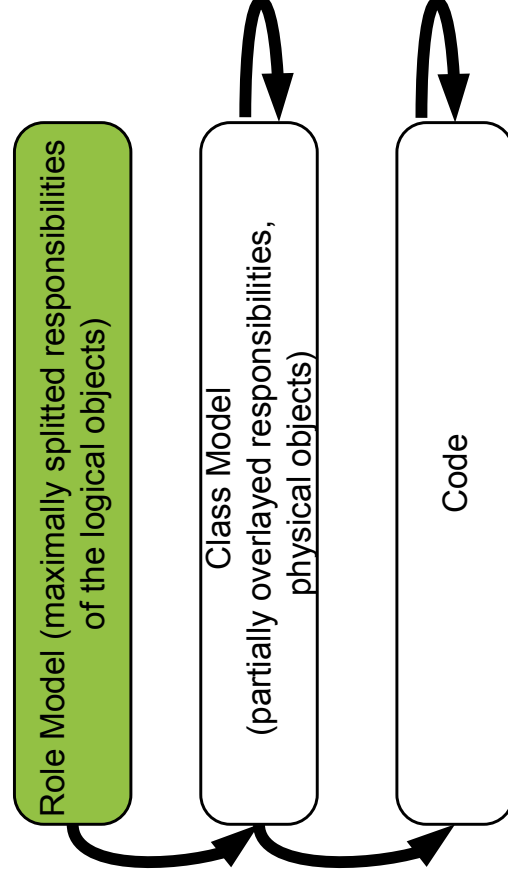 Role Model (maximally splitted responsibilities
of the logical objects)
Class Model
(partially overlayed responsibilities,
physical objects)
Code